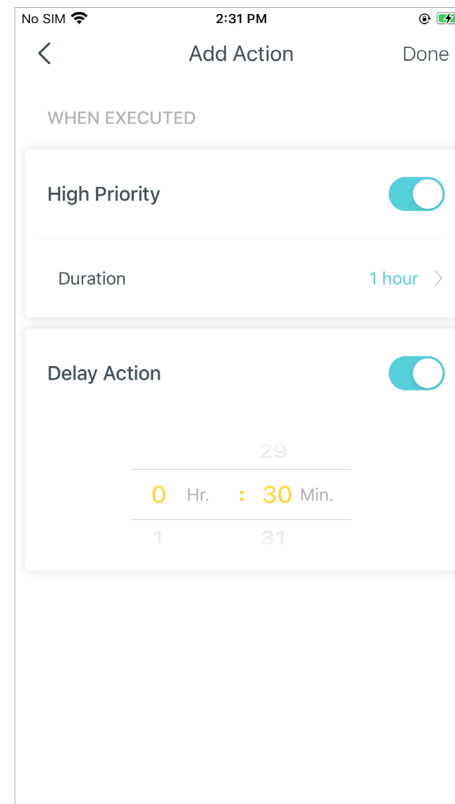 No SIM 2:31 PM
Add Action Done
WHEN EXECUTED
High Priority
Duration 1 hour
Delay Action
29
0 Hr. : 30 Min.
1 31